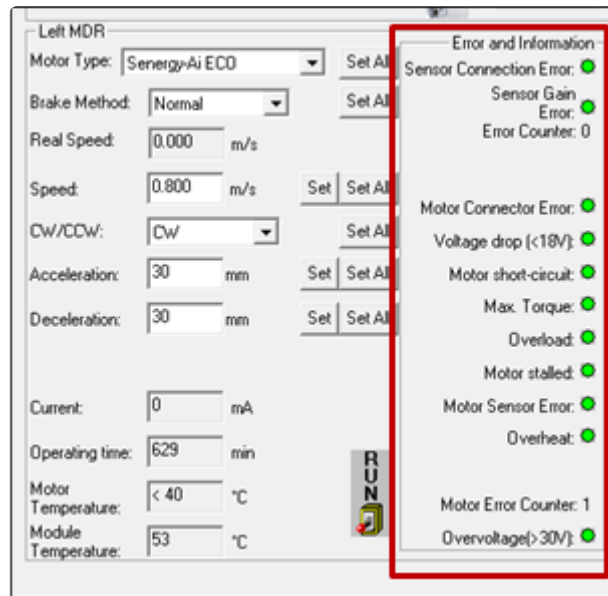 Left MDR
Motor Type: Senergy-Ai ECO Set All
Brake Method: Normal Set All
Real Speed: 0.000 m/s
Speed: 0.800 m/s Set Set All
CW/CCW: CW Set All
Acceleration: 30 mm Set Set All
Deceleration: 30 mm Set Set All
Current: 0 mA
Operating time: 629 min
Motor
Temperature: < 40 °C
Module
Temperature: 53 °C
RUN
Error and Information
Sensor Connection Error:
Sensor Gain
Error:
Error Counter: 0
Motor Connector Error:
Voltage drop (<18V):
Motor short-circuit:
Max. Torque:
Overload:
Motor stalled:
Motor Sensor Error:
Overheat:
Motor Error Counter: 1
Overvoltage(>30V):